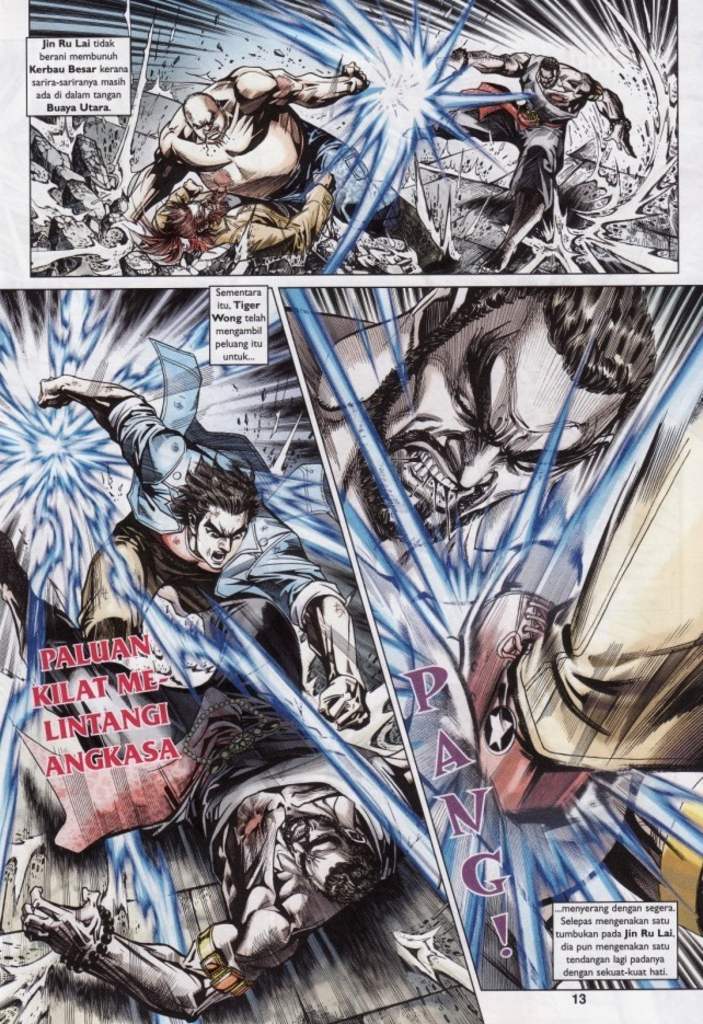 Jin Ru Lai tidak
berani membunuh
Kerbau Besar kerana
sarira-sariranya masih
ada di dalam tangan
Buaya Utara.
Sementara
itu, Tiger
Wong telah
mengambil
peluang itu
untuk...
PALUAN
KILAT ME-
LINTANGI
ANGKASA
PANG!
...menyerang dengan segera.
Selepas mengenakan satu
tumbukan pada Jin Ru Lai,
dia pun mengenakan satu
tendangan lagi padanya
dengan sekuat-kuat hati.
13